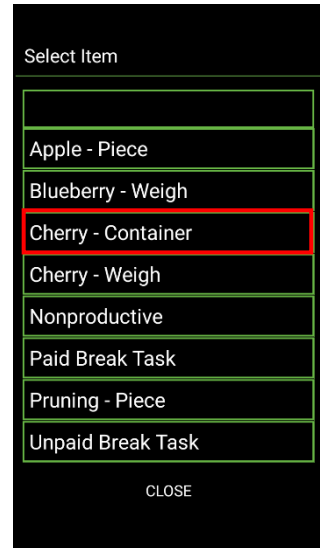 Select Item
Apple - Piece
Blueberry - Weigh
Cherry - Container
Cherry - Weigh
Nonproductive
Paid Break Task
Pruning - Piece
Unpaid Break Task
CLOSE